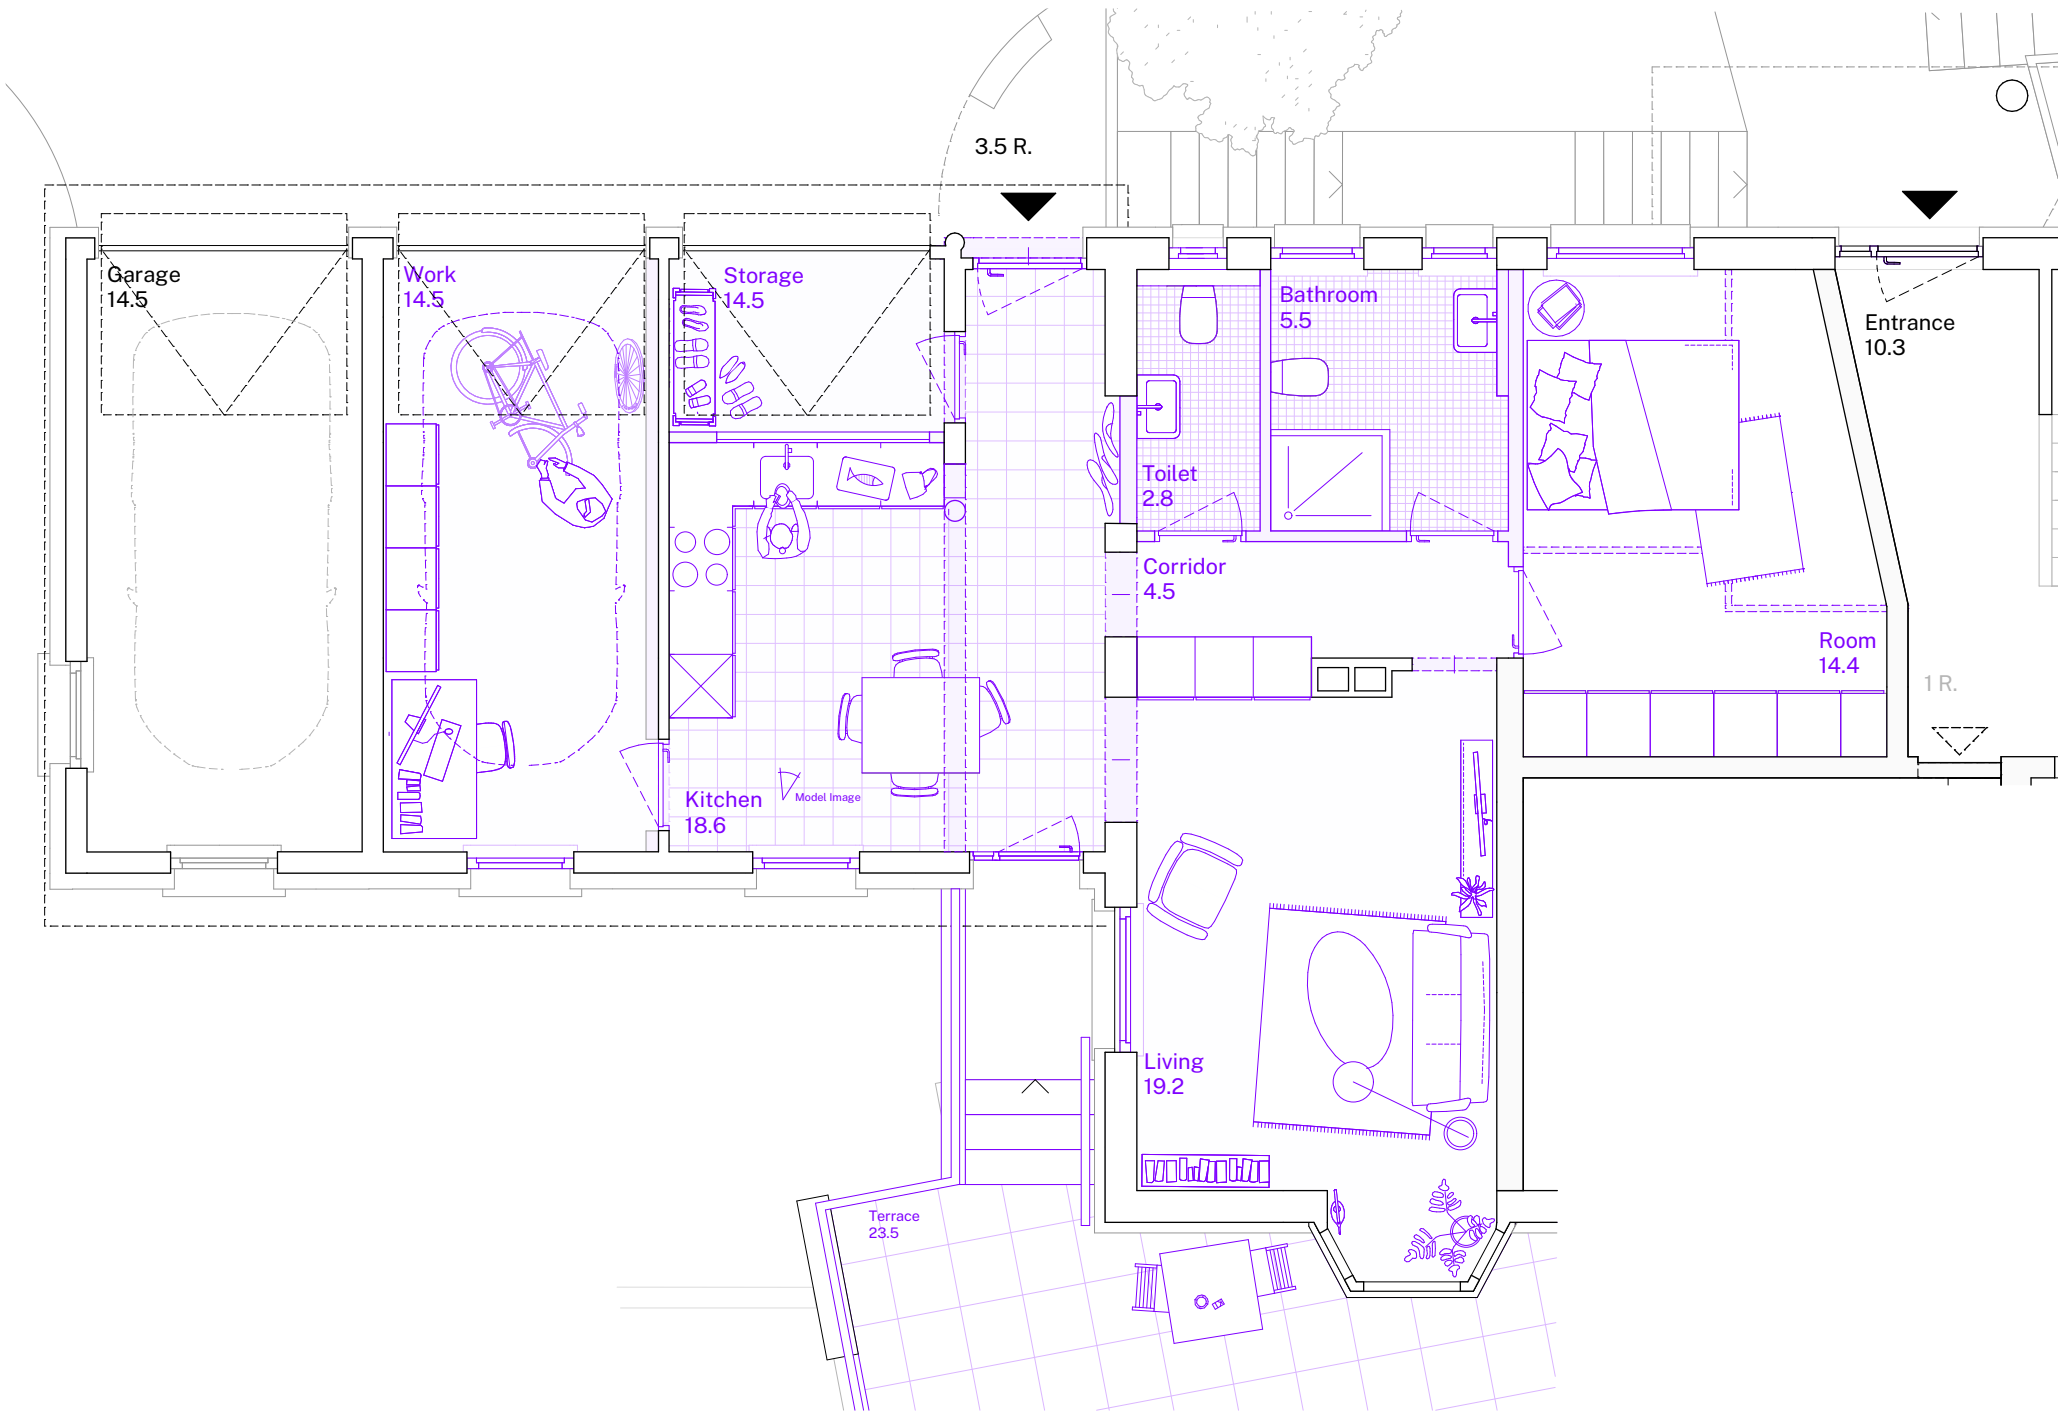 3.5 R.
Garage
14.5
Work
14.5
Storage
14.5
Bathroom
5.5
Entrance
10.3
Toilet
2.8
Corridor
4.5
Room
14.4
1 R.
Kitchen
18.6
Model Image
Living
19.2
Terrace
23.5